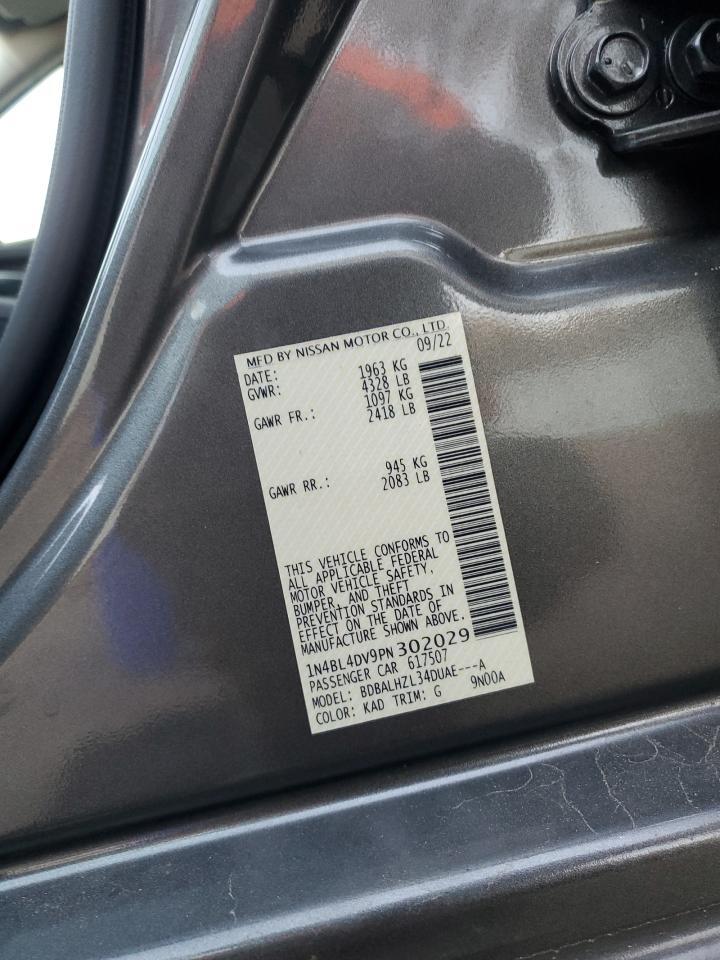 MFD BY NISSAN MOTOR CO., LTD.
DATE: 09/22
GVWR: 1963 KG
4328 LB
GAWR FR.: 1097 KG
2418 LB
GAWR RR.: 945 KG
2083 LB
THIS VEHICLE CONFORMS TO
ALL APPLICABLE FEDERAL
MOTOR VEHICLE SAFETY,
BUMPER, AND THEFT
PREVENTION STANDARDS IN
EFFECT ON THE DATE OF
MANUFACTURE SHOWN ABOVE.
1N4BL4DV9PN302029
PASSENGER CAR 617507
MODEL: BDBALHZL34DUAE---A
COLOR: KAD TRIM: G 9N00A